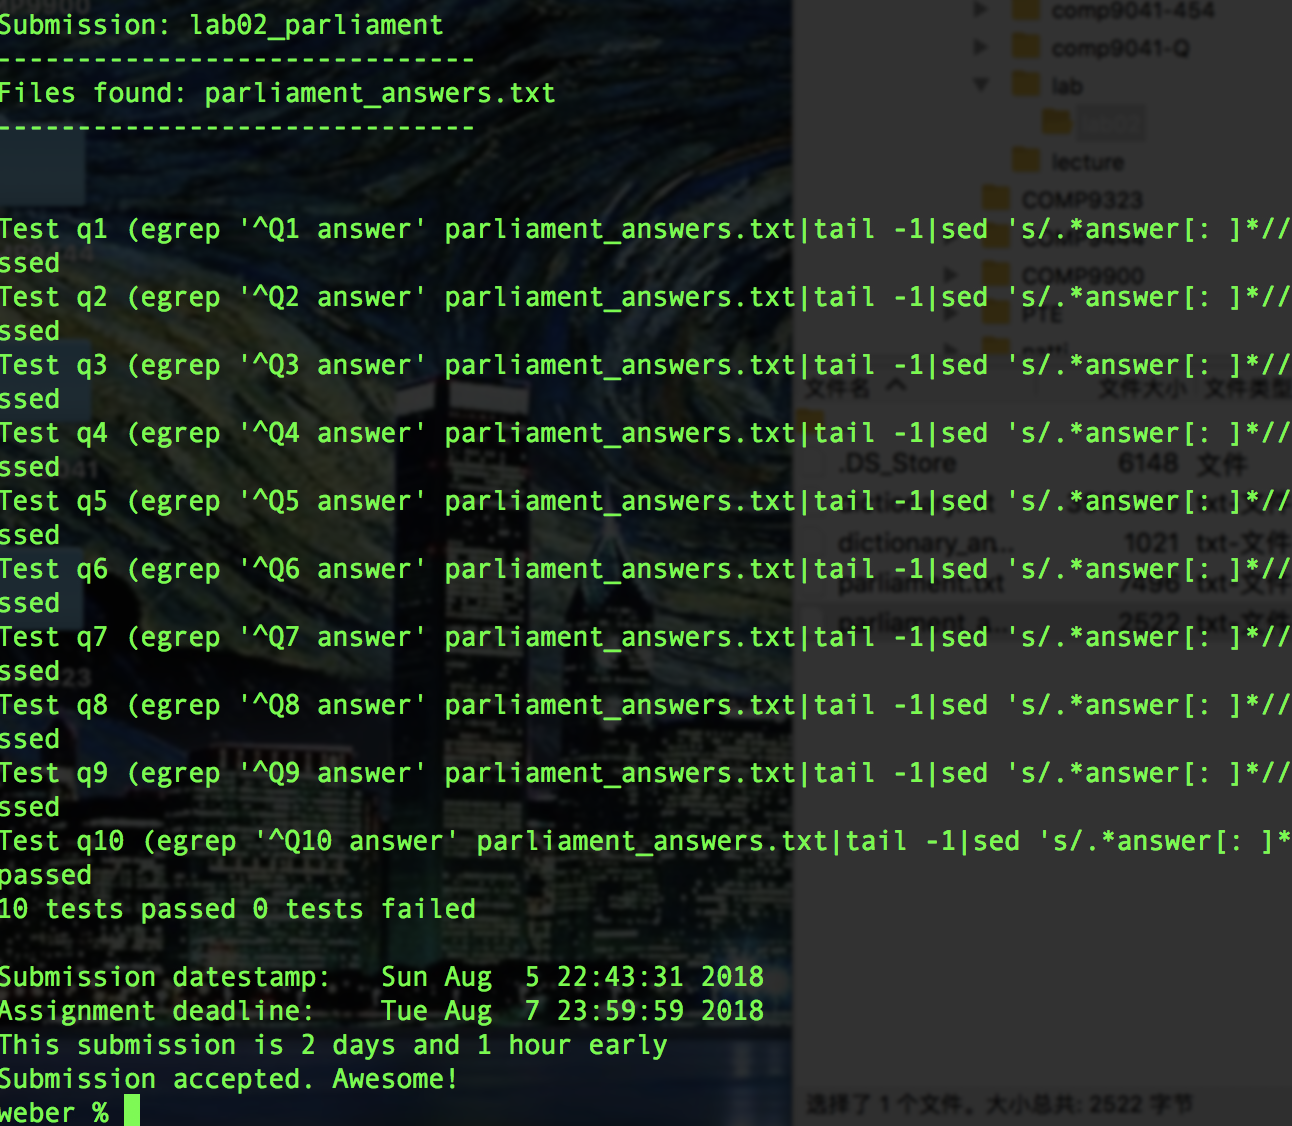 Submission: lab02_parliament
------------------------------
Files found: parliament_answers.txt
------------------------------
Test q1 (egrep '^Q1 answer' parliament_answers.txt|tail -1|sed 's/.*answer[: ]*//
ssed
Test q2 (egrep '^Q2 answer' parliament_answers.txt|tail -1|sed 's/.*answer[: ]*//
ssed
Test q3 (egrep '^Q3 answer' parliament_answers.txt|tail -1|sed 's/.*answer[: ]*//
ssed
Test q4 (egrep '^Q4 answer' parliament_answers.txt|tail -1|sed 's/.*answer[: ]*//
ssed
Test q5 (egrep '^Q5 answer' parliament_answers.txt|tail -1|sed 's/.*answer[: ]*//
ssed
Test q6 (egrep '^Q6 answer' parliament_answers.txt|tail -1|sed 's/.*answer[: ]*//
ssed
Test q7 (egrep '^Q7 answer' parliament_answers.txt|tail -1|sed 's/.*answer[: ]*//
ssed
Test q8 (egrep '^Q8 answer' parliament_answers.txt|tail -1|sed 's/.*answer[: ]*//
ssed
Test q9 (egrep '^Q9 answer' parliament_answers.txt|tail -1|sed 's/.*answer[: ]*//
ssed
Test q10 (egrep '^Q10 answer' parliament_answers.txt|tail -1|sed 's/.*answer[: ]*
passed
10 tests passed 0 tests failed
Submission datestamp:   Sun Aug  5 22:43:31 2018
Assignment deadline:    Tue Aug  7 23:59:59 2018
This submission is 2 days and 1 hour early
Submission accepted. Awesome!
weber %
comp9041-454
comp9041-Q
lab
lecture
COMP9323
COMP9900
PTE
文件名 文件大小 文件类型
.DS_Store 6148 文件
dictionary_an... 1021 txt-文件
parliament.txt 7496 txt-文件
parliament_a... 2522 txt-文件
选择了 1 个文件。大小总共: 2522 字节